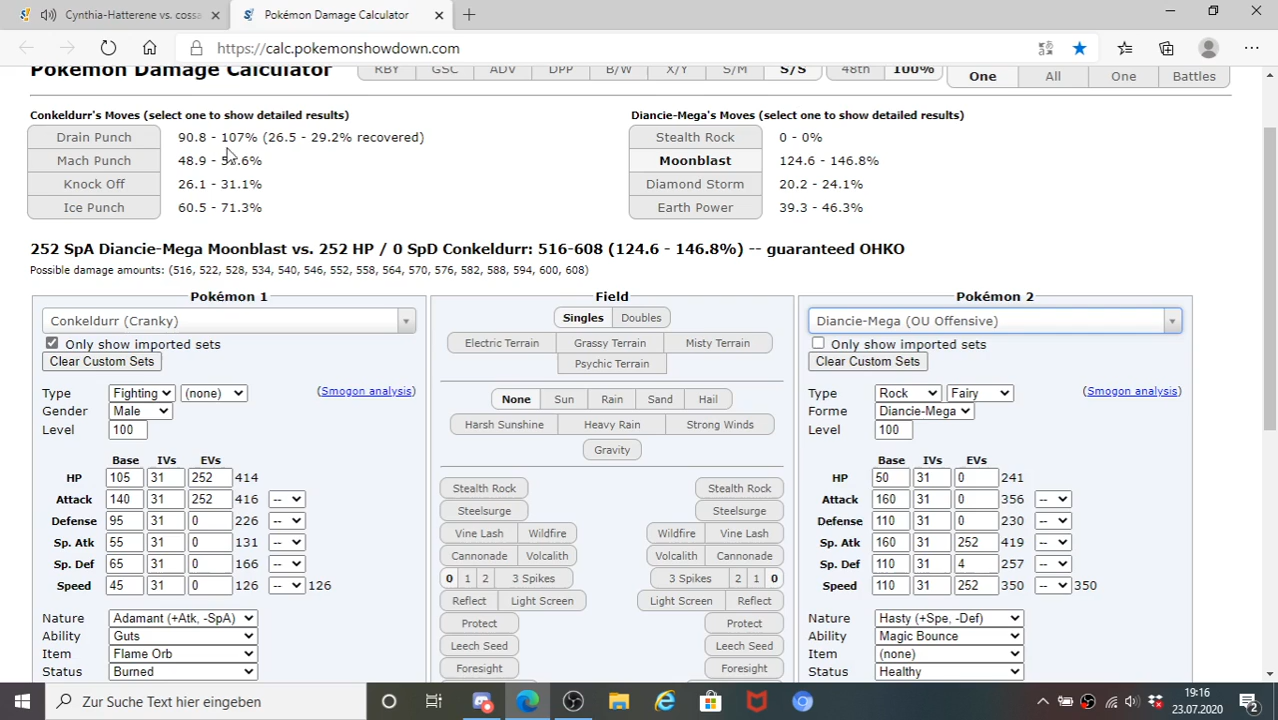 Cynthia-Hatterene vs. cossa
Pokémon Damage Calculator
https://calc.pokemonshowdown.com
Pokémon Damage Calculator
RBY GSC ADV DPP B/W X/Y S/M S/S 48th 100% One All One Battles
Conkeldurr's Moves (select one to show detailed results)
Drain Punch 90.8 - 107% (26.5 - 29.2% recovered)
Mach Punch 48.9 -
Knock Off 26.1 - 31.1%
Ice Punch 60.5 - 71.3%
Diancie-Mega's Moves (select one to show detailed results)
Stealth Rock 0 - 0%
Moonblast 124.6 - 146.8%
Diamond Storm 20.2 - 24.1%
Earth Power 39.3 - 46.3%
252 SpA Diancie-Mega Moonblast vs. 252 HP / 0 SpD Conkeldurr: 516-608 (124.6 - 146.8%) -- guaranteed OHKO
Possible damage amounts: (516, 522, 528, 534, 540, 546, 552, 558, 564, 570, 576, 582, 588, 594, 600, 608)
Pokémon 1
Conkeldurr (Cranky)
Only show imported sets
Clear Custom Sets
Type Fighting (none) (Smogon analysis)
Gender Male
Level 100
Base IVs EVs
HP 105 31 252 414
Attack 140 31 252 416 --
Defense 95 31 0 226 --
Sp. Atk 55 31 0 131 --
Sp. Def 65 31 0 166 --
Speed 45 31 0 126 -- 126
Nature Adamant (+Atk, -SpA)
Ability Guts
Item Flame Orb
Status Burned
Field
Singles Doubles
Electric Terrain Grassy Terrain Misty Terrain
Psychic Terrain
None Sun Rain Sand Hail
Harsh Sunshine Heavy Rain Strong Winds
Gravity
Stealth Rock Stealth Rock
Steelsurge Steelsurge
Vine Lash Wildfire Wildfire Vine Lash
Cannonade Volcalith Volcalith Cannonade
0 1 2 3 Spikes 3 Spikes 2 1 0
Reflect Light Screen Light Screen Reflect
Protect Protect
Leech Seed Leech Seed
Foresight Foresight
Pokémon 2
Diancie-Mega (OU Offensive)
Only show imported sets
Clear Custom Sets
Type Rock Fairy (Smogon analysis)
Forme Diancie-Mega
Level 100
Base IVs EVs
HP 50 31 0 241
Attack 160 31 0 356 --
Defense 110 31 0 230 --
Sp. Atk 160 31 252 419 --
Sp. Def 110 31 4 257 --
Speed 110 31 252 350 -- 350
Nature Hasty (+Spe, -Def)
Ability Magic Bounce
Item (none)
Status Healthy
Zur Suche Text hier eingeben
19:16
23.07.2020
2